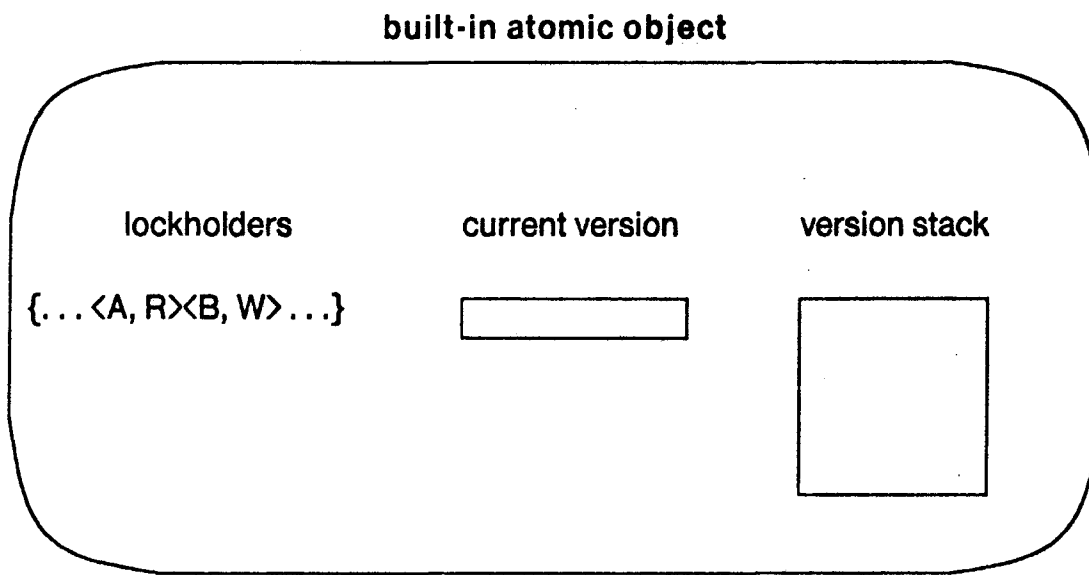 built-in atomic object
lockholders current version version stack
{. . . <A, R><B, W> . . .}